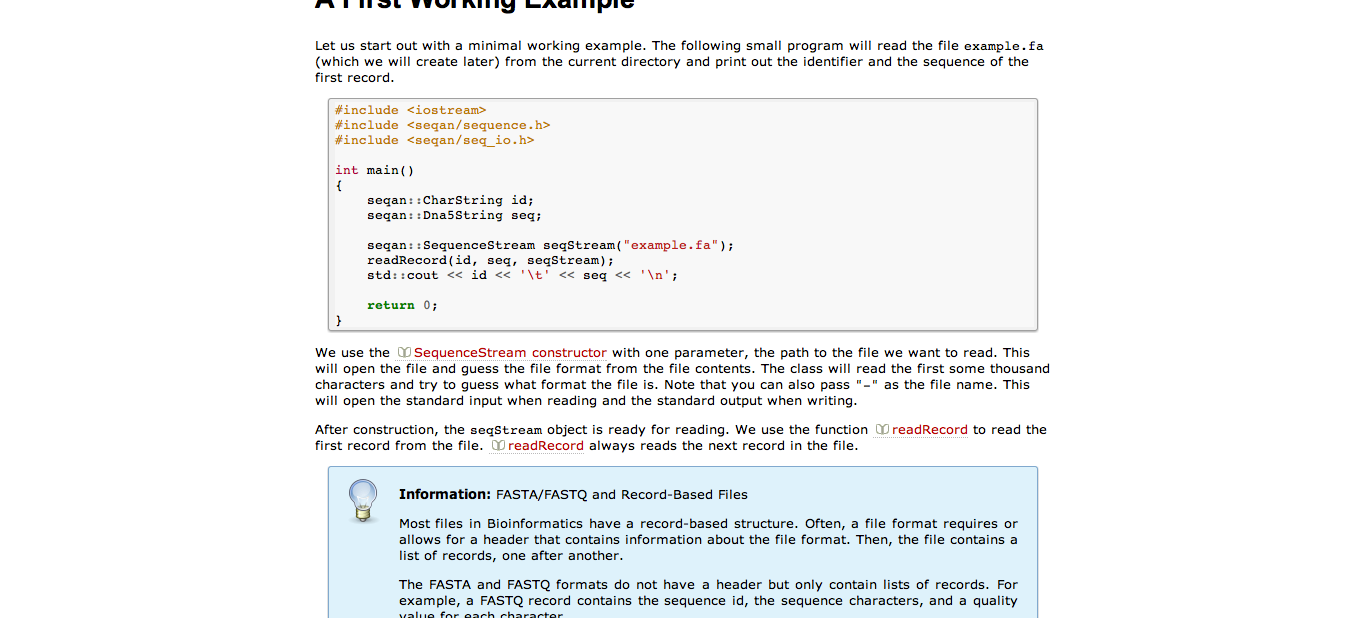 A First Working Example
Let us start out with a minimal working example. The following small program will read the file example.fa
(which we will create later) from the current directory and print out the identifier and the sequence of the
first record.
#include <iostream>
#include <seqan/sequence.h>
#include <seqan/seq_io.h>
int main()
{
    seqan::CharString id;
    seqan::Dna5String seq;
    seqan::SequenceStream seqStream("example.fa");
    readRecord(id, seq, seqStream);
    std::cout << id << '\t' << seq << '\n';
    return 0;
}
We use the SequenceStream constructor with one parameter, the path to the file we want to read. This
will open the file and guess the file format from the file contents. The class will read the first some thousand
characters and try to guess what format the file is. Note that you can also pass "-" as the file name. This
will open the standard input when reading and the standard output when writing.
After construction, the seqStream object is ready for reading. We use the function readRecord to read the
first record from the file. readRecord always reads the next record in the file.
Information: FASTA/FASTQ and Record-Based Files
Most files in Bioinformatics have a record-based structure. Often, a file format requires or
allows for a header that contains information about the file format. Then, the file contains a
list of records, one after another.
The FASTA and FASTQ formats do not have a header but only contain lists of records. For
example, a FASTQ record contains the sequence id, the sequence characters, and a quality
value for each character.